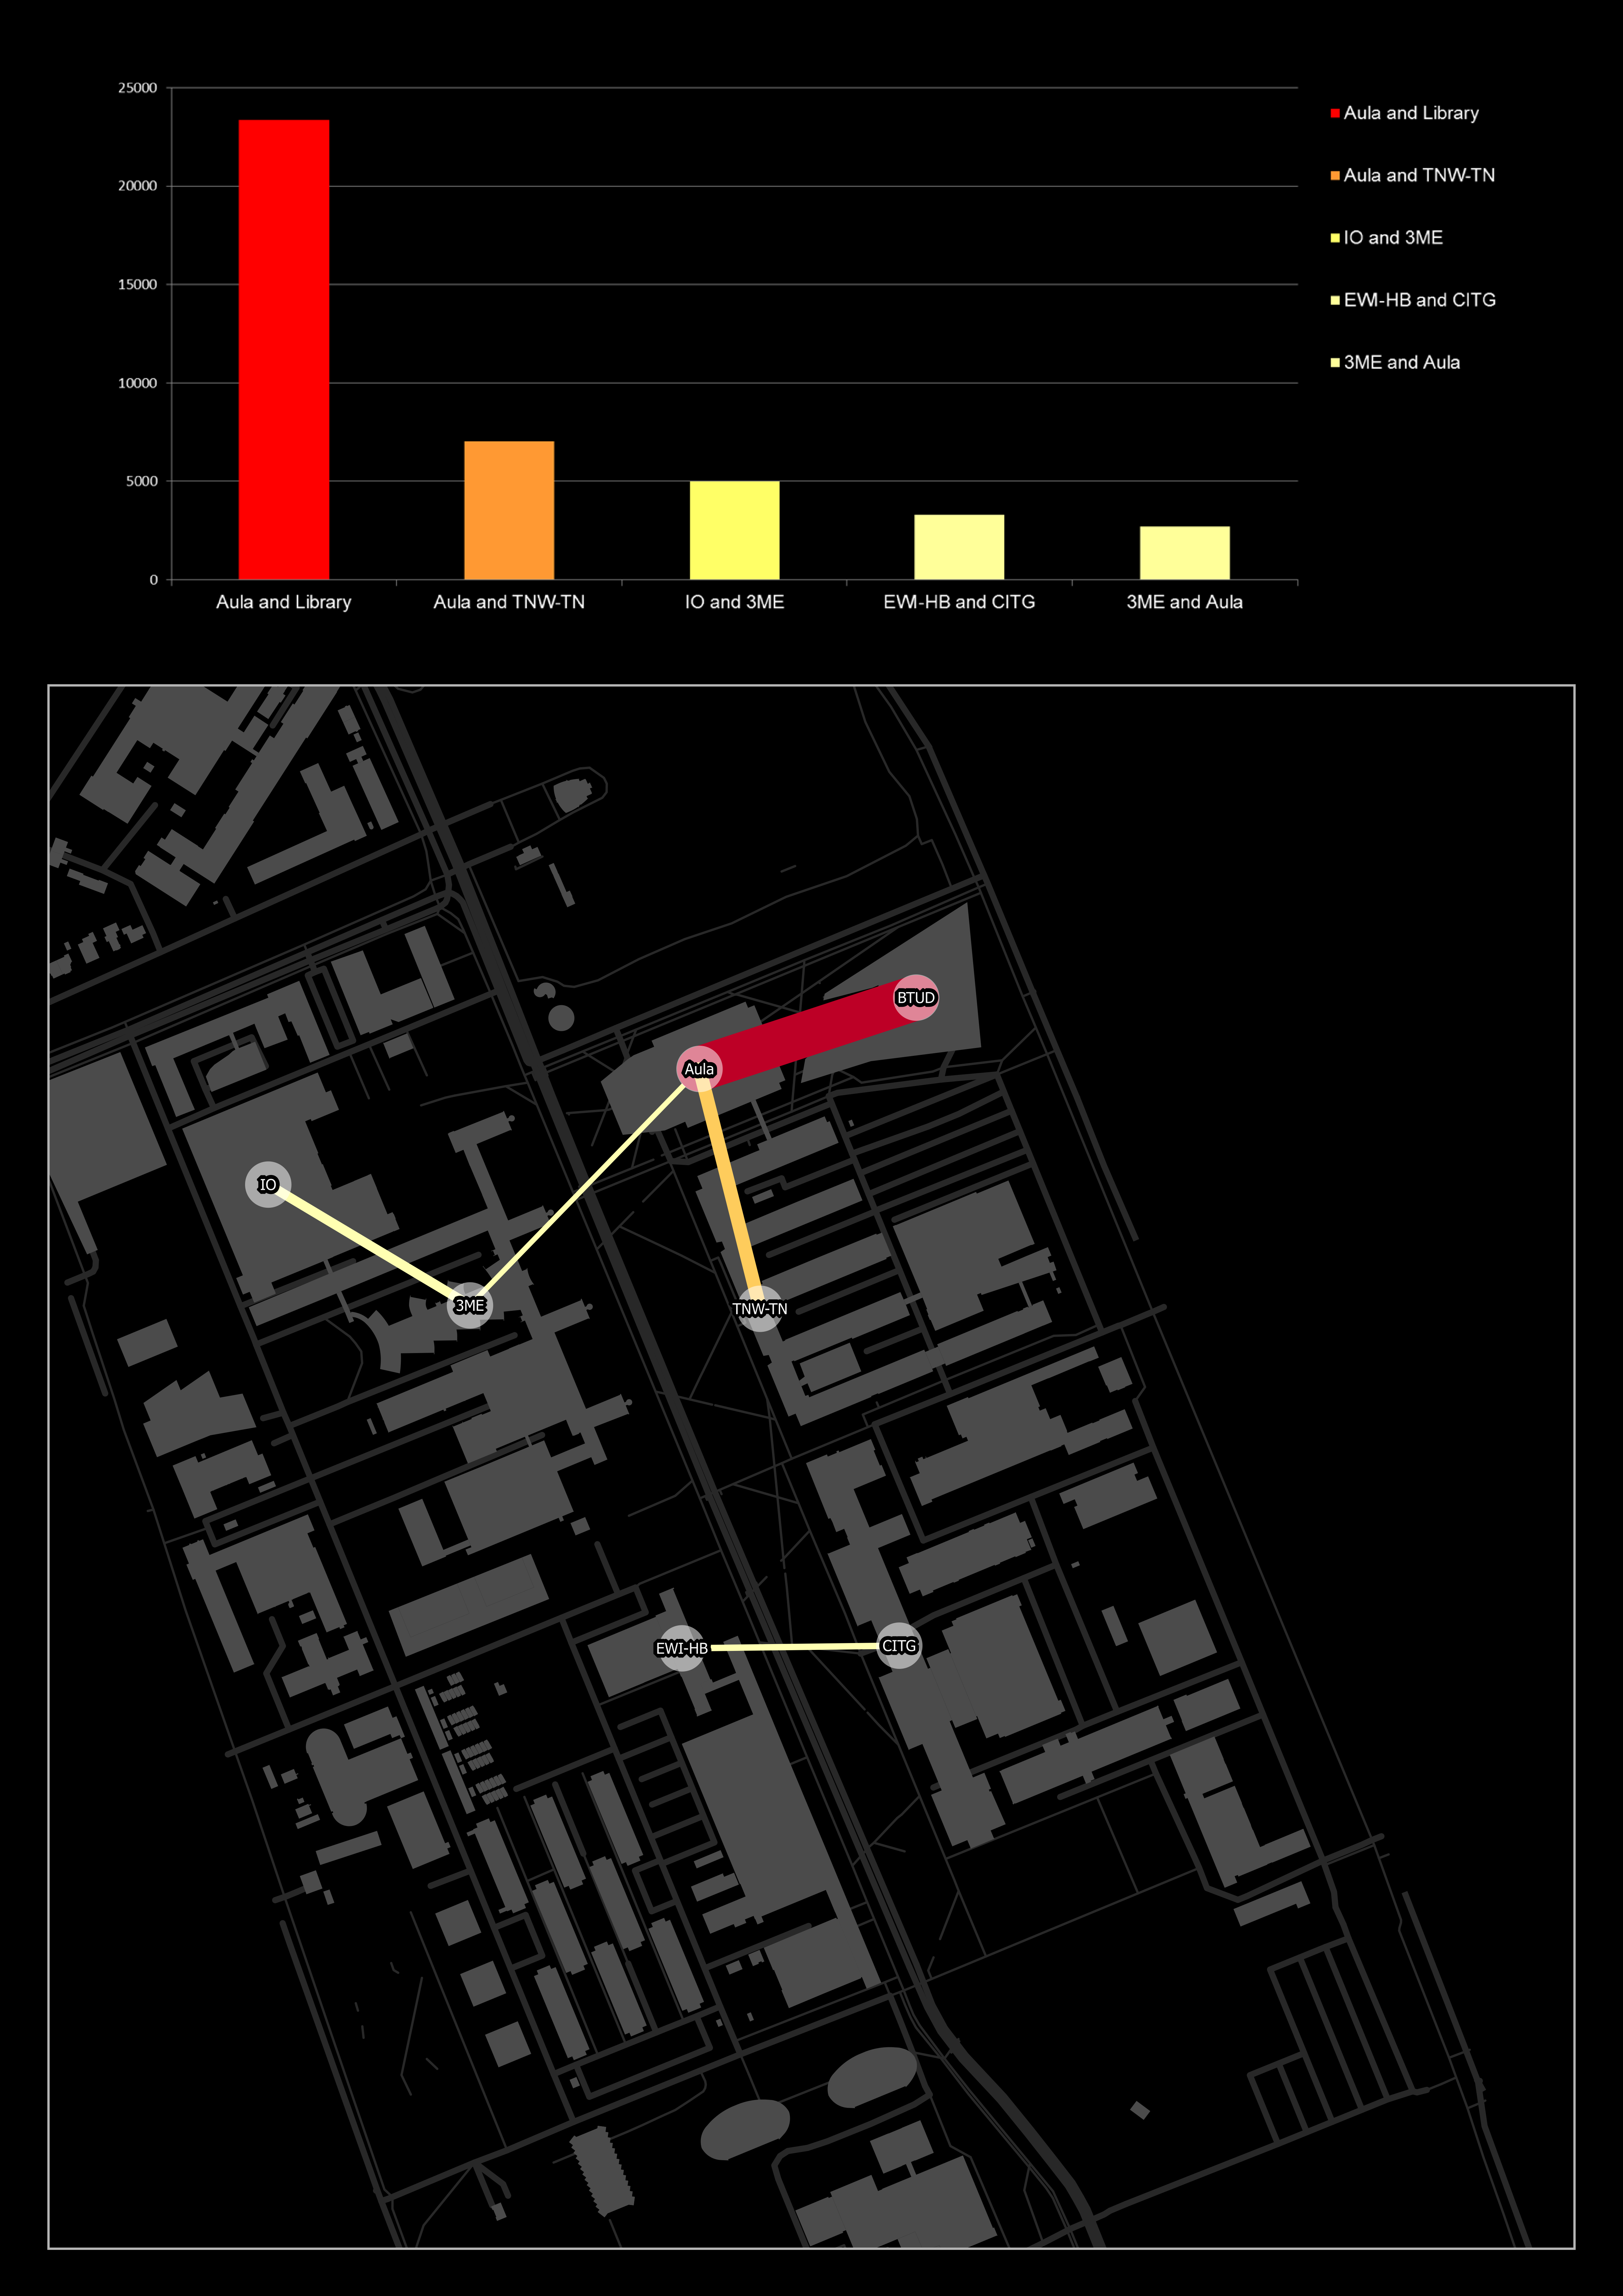 25000
20000
15000
10000
5000
0
Aula and Library
Aula and TNW-TN
IO and 3ME
EWI-HB and CITG
3ME and Aula
Aula and Library
Aula and TNW-TN
IO and 3ME
EWI-HB and CITG
3ME and Aula
BTUD
Aula
IO
3ME
TNW-TN
EWI-HB
CITG